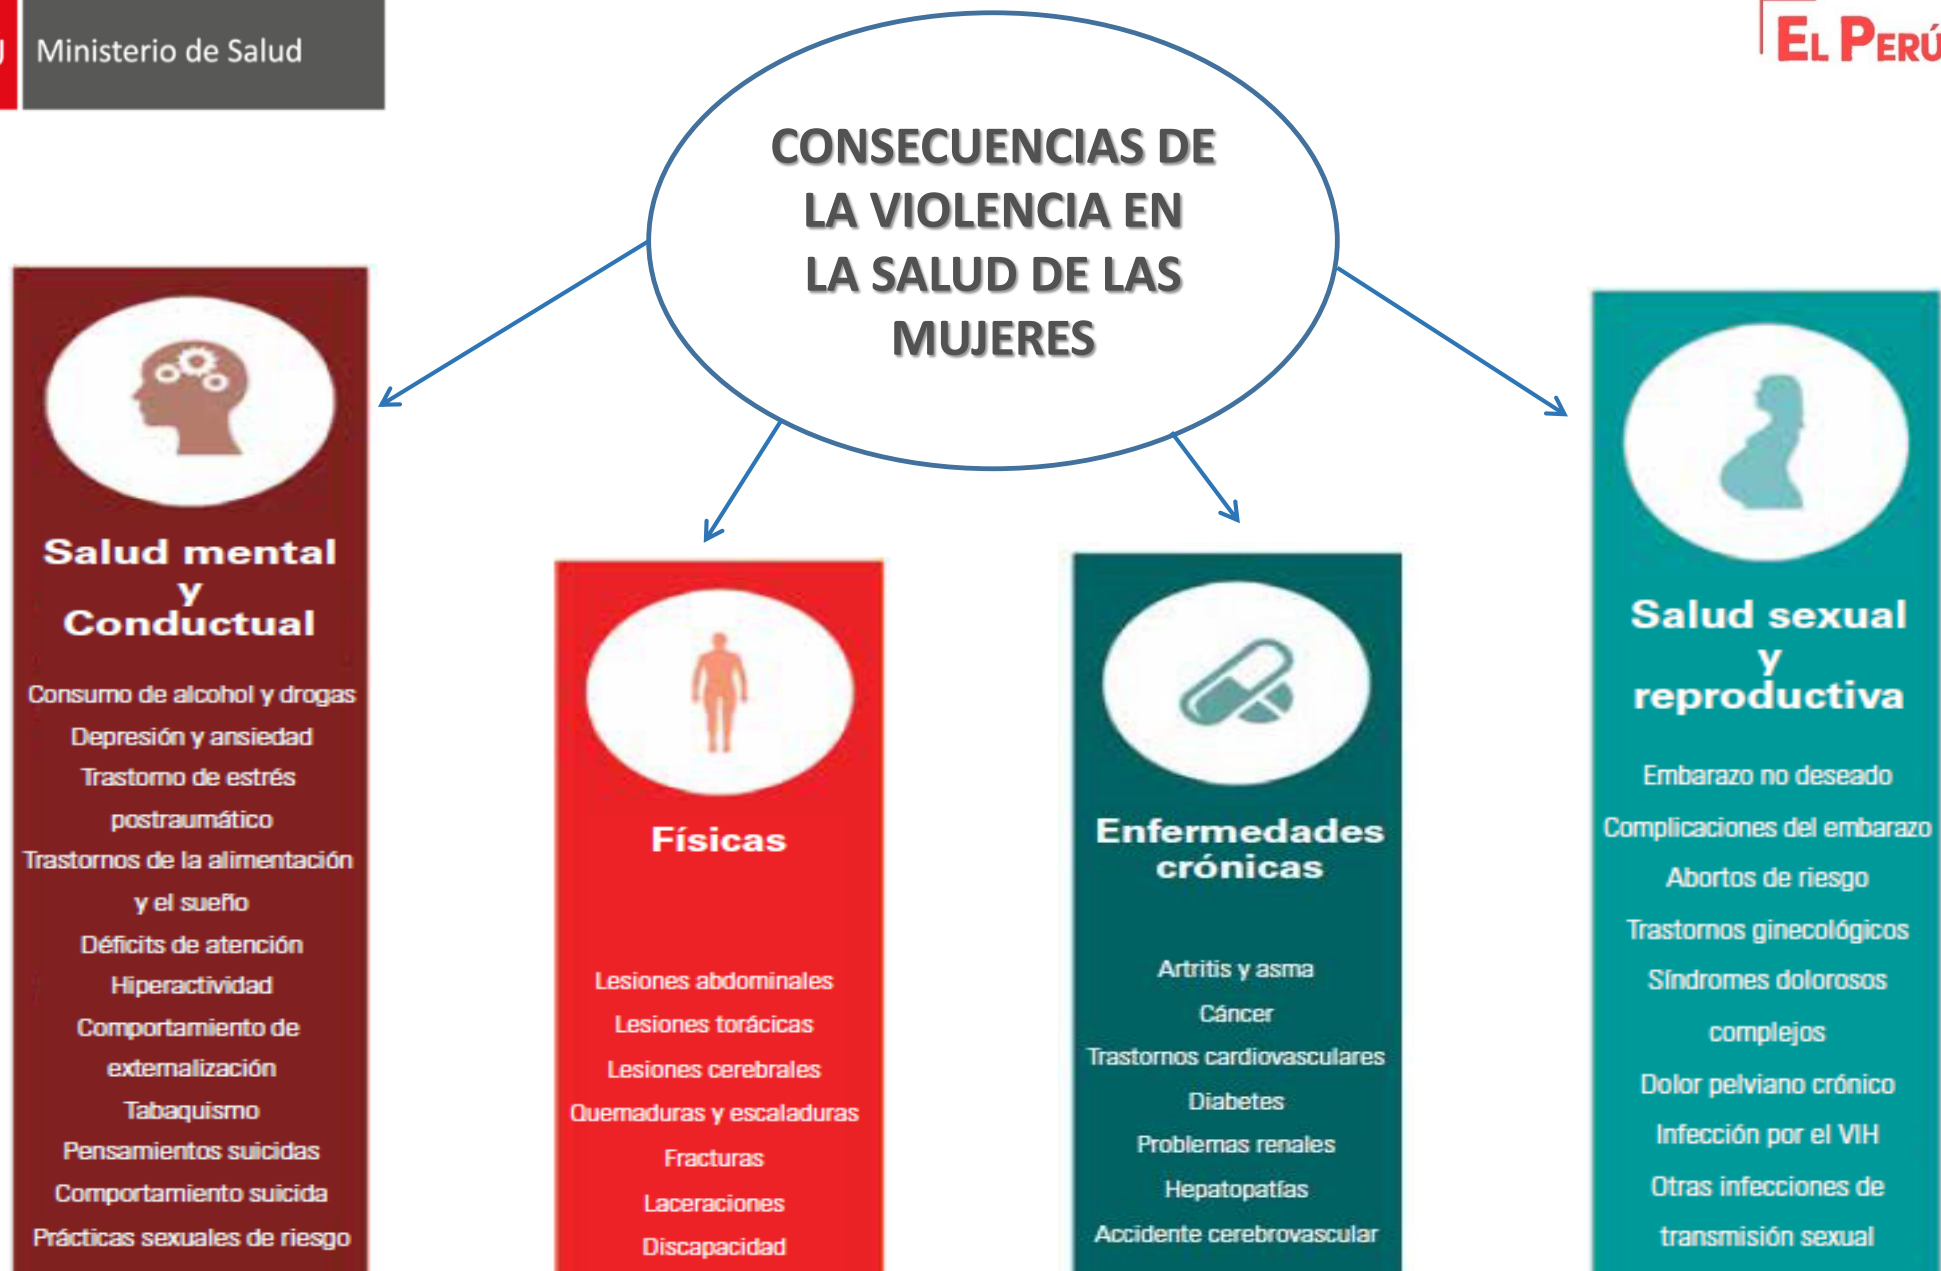 Ministerio de Salud
EL PERÚ
CONSECUENCIAS DE
LA VIOLENCIA EN
LA SALUD DE LAS
MUJERES
Salud mental
y
Conductual
Consumo de alcohol y drogas
Depresión y ansiedad
Trastorno de estrés
postraumático
Trastornos de la alimentación
y el sueño
Déficits de atención
Hiperactividad
Comportamiento de
externalización
Tabaquismo
Pensamientos suicidas
Comportamiento suicida
Prácticas sexuales de riesgo
Físicas
Lesiones abdominales
Lesiones torácicas
Lesiones cerebrales
Quemaduras y escaladuras
Fracturas
Laceraciones
Discapacidad
Enfermedades
crónicas
Artritis y asma
Cáncer
Trastornos cardiovasculares
Diabetes
Problemas renales
Hepatopatías
Accidente cerebrovascular
Salud sexual
y
reproductiva
Embarazo no deseado
Complicaciones del embarazo
Abortos de riesgo
Trastornos ginecológicos
Síndromes dolorosos
complejos
Dolor pelviano crónico
Infección por el VIH
Otras infecciones de
transmisión sexual